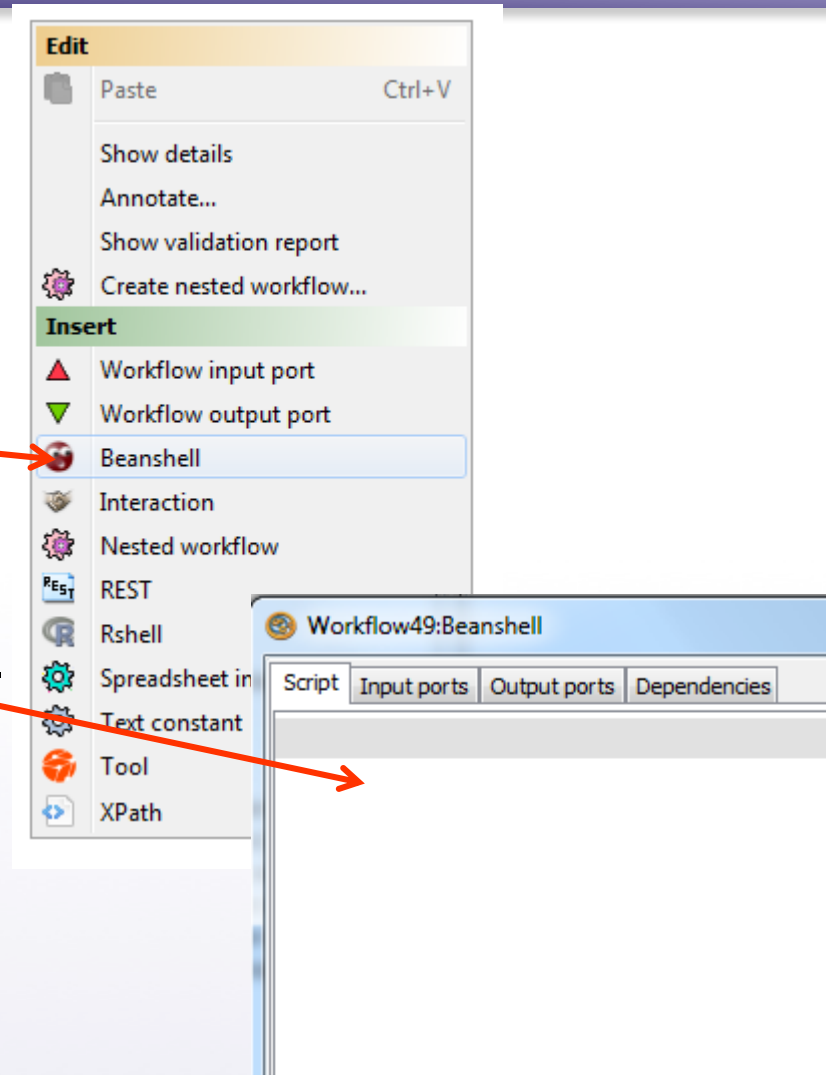 Edit
Paste Ctrl+V
Show details
Annotate...
Show validation report
Create nested workflow...
Insert
Workflow input port
Workflow output port
Beanshell
Interaction
Nested workflow
REST REST
Rshell
Spreadsheet in
Text constant
Tool
XPath
Workflow49:Beanshell
Script Input ports Output ports Dependencies